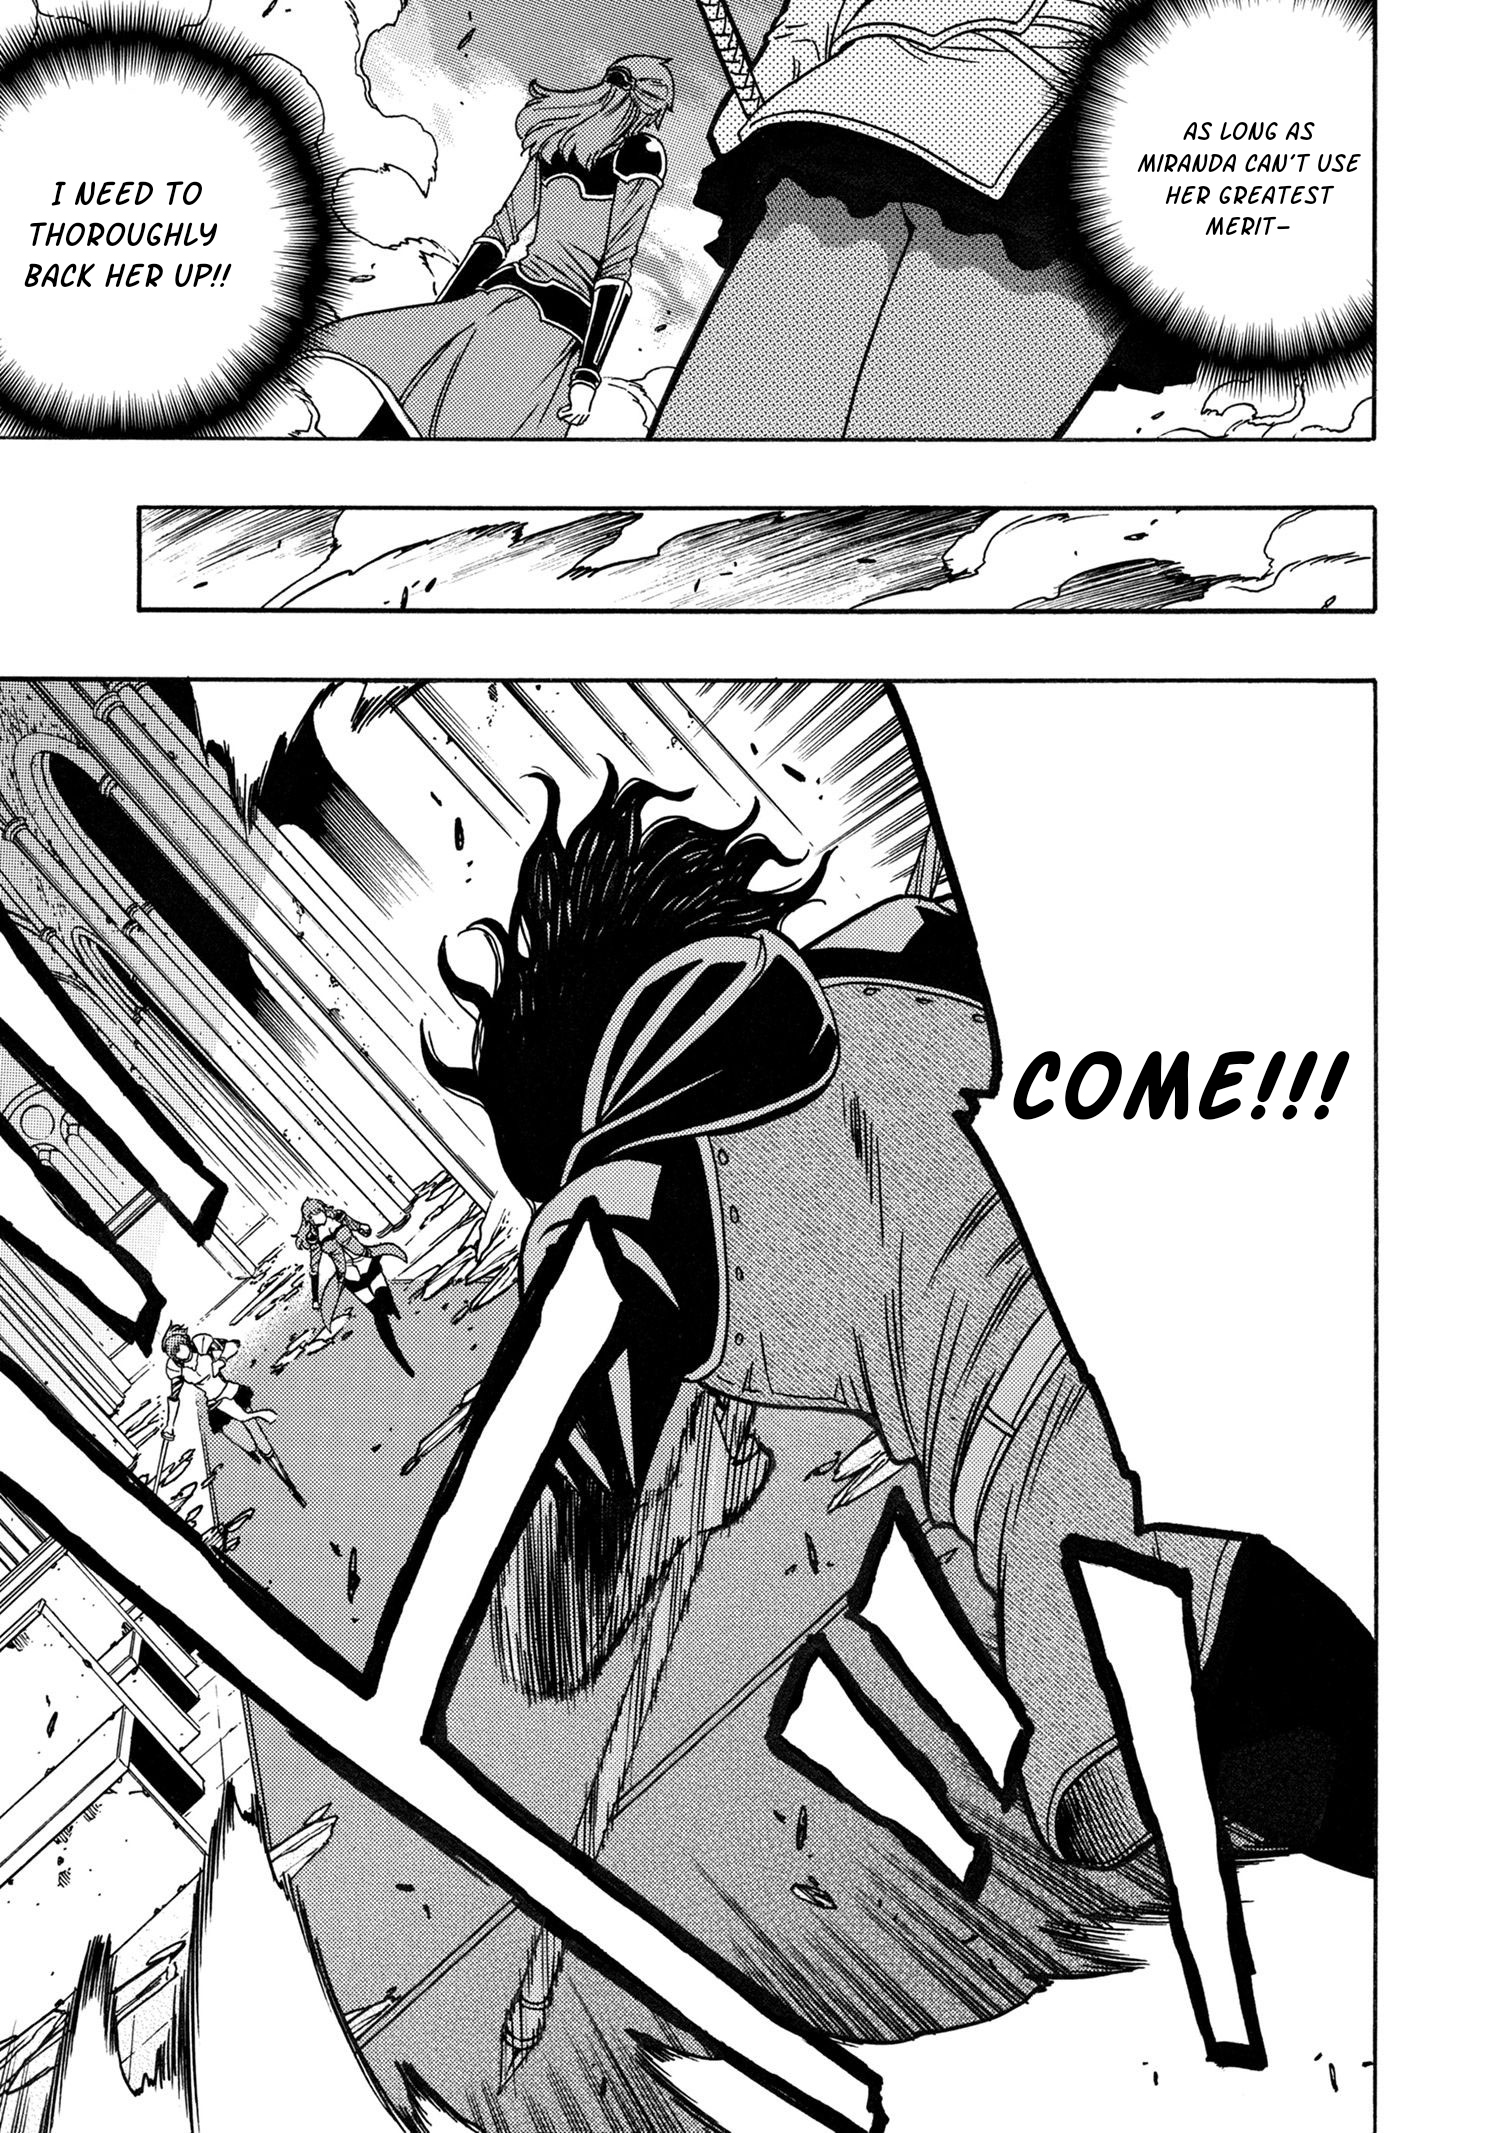 AS LONG AS
MIRANDA CAN'T USE
HER GREATEST
MERIT–
I NEED TO
THOROUGHLY
BACK HER UP!!
COME!!!